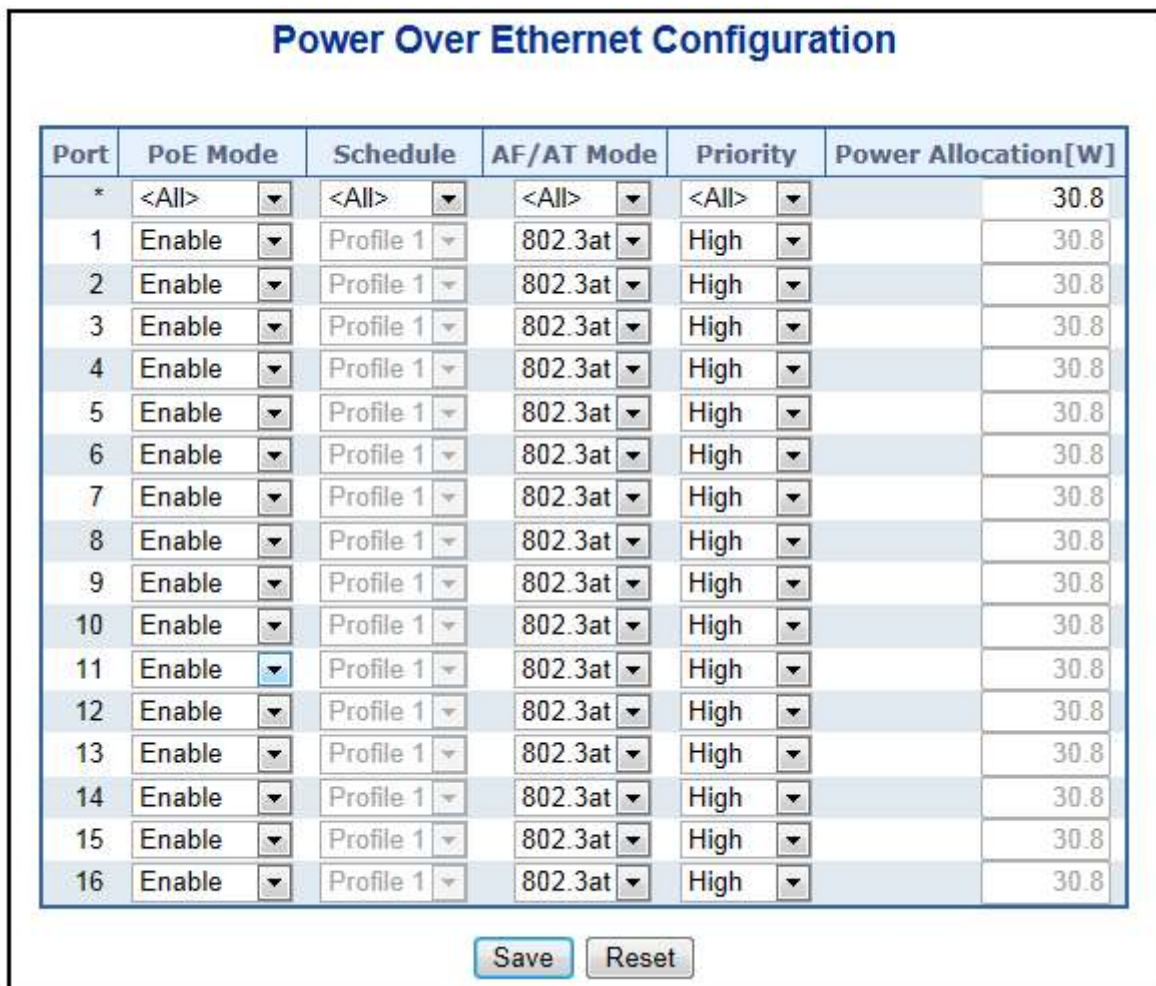 Power Over Ethernet Configuration
Port PoE Mode Schedule AF/AT Mode Priority Power Allocation[W]
* <All> <All> <All> <All> 30.8
1 Enable Profile 1 802.3at High 30.8
2 Enable Profile 1 802.3at High 30.8
3 Enable Profile 1 802.3at High 30.8
4 Enable Profile 1 802.3at High 30.8
5 Enable Profile 1 802.3at High 30.8
6 Enable Profile 1 802.3at High 30.8
7 Enable Profile 1 802.3at High 30.8
8 Enable Profile 1 802.3at High 30.8
9 Enable Profile 1 802.3at High 30.8
10 Enable Profile 1 802.3at High 30.8
11 Enable Profile 1 802.3at High 30.8
12 Enable Profile 1 802.3at High 30.8
13 Enable Profile 1 802.3at High 30.8
14 Enable Profile 1 802.3at High 30.8
15 Enable Profile 1 802.3at High 30.8
16 Enable Profile 1 802.3at High 30.8
Save Reset